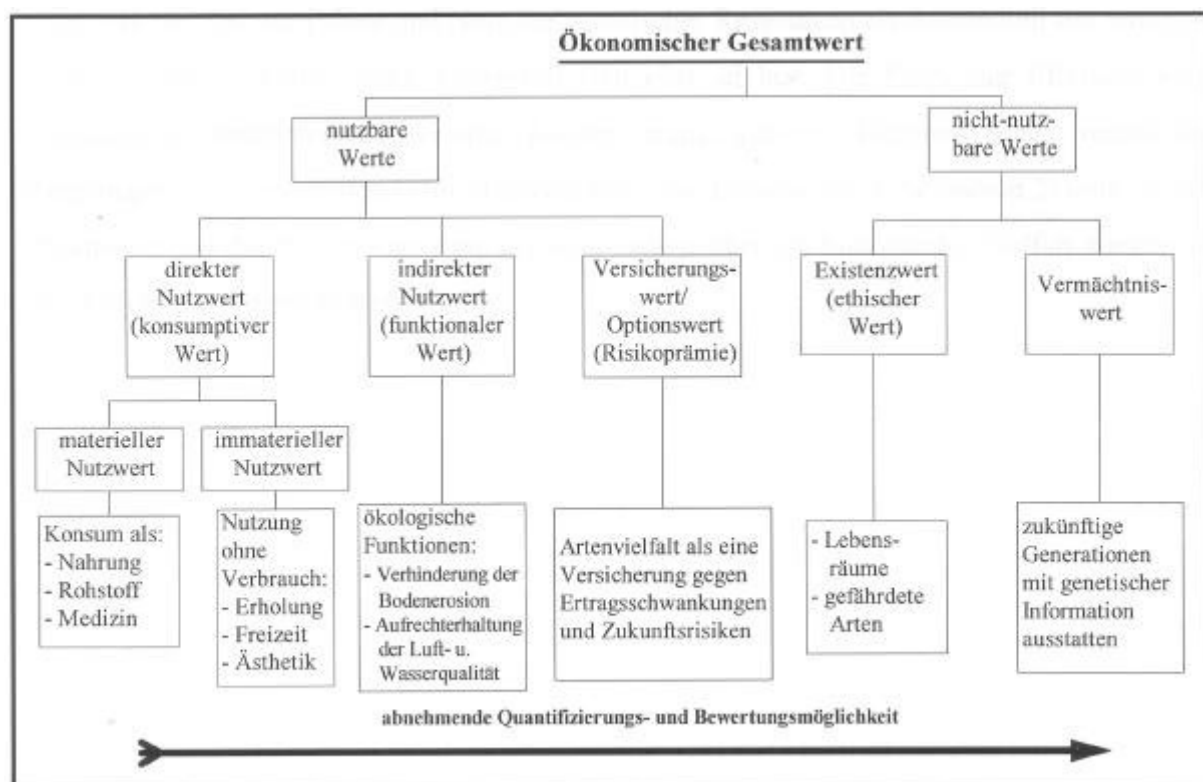 Ökonomischer Gesamtwert
nutzbare
Werte
nicht-nutz-
bare Werte
direkter
Nutzwert
(konsumptiver
Wert)
indirekter
Nutzwert
(funktionaler
Wert)
Versicherungs-
wert/
Optionswert
(Risikoprämie)
Existenzwert
(ethischer
Wert)
Vermächtnis-
wert
materieller
Nutzwert
immaterieller
Nutzwert
Konsum als:
- Nahrung
- Rohstoff
- Medizin
Nutzung
ohne
Verbrauch:
- Erholung
- Freizeit
- Ästhetik
ökologische
Funktionen:
- Verhinderung der
Bodenerosion
- Aufrechterhaltung
der Luft- u.
Wasserqualität
Artenvielfalt als eine
Versicherung gegen
Ertragsschwankungen
und Zukunftsrisiken
- Lebens-
räume
- gefährdete
Arten
zukünftige
Generationen
mit genetischer
Information
ausstatten
abnehmende Quantifizierungs- und Bewertungsmöglichkeit